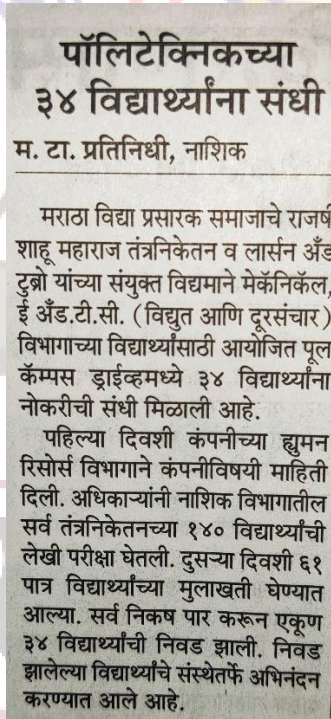 पॉलिटेक्निकच्या
३४ विद्यार्थ्यांना संधी
म. टा. प्रतिनिधी, नाशिक
मराठा विद्या प्रसारक समाजाचे राजर्षी
शाहू महाराज तंत्रनिकेतन व लार्सन अँड
टुब्रो यांच्या संयुक्त विद्यमाने मेकॅनिकॅल,
ई अँड.टी.सी. (विद्युत आणि दूरसंचार)
विभागाच्या विद्यार्थ्यांसाठी आयोजित पूल
कॅम्पस ड्राईव्हमध्ये ३४ विद्यार्थ्यांना
नोकरीची संधी मिळाली आहे.
पहिल्या दिवशी कंपनीच्या ह्युमन
रिसोर्स विभागाने कंपनीविषयी माहिती
दिली. अधिकाऱ्यांनी नाशिक विभागातील
सर्व तंत्रनिकेतनच्या १४० विद्यार्थ्यांची
लेखी परीक्षा घेतली. दुसऱ्या दिवशी ६१
पात्र विद्यार्थ्यांच्या मुलाखती घेण्यात
आल्या. सर्व निकष पार करून एकूण
३४ विद्यार्थ्यांची निवड झाली. निवड
झालेल्या विद्यार्थ्यांचे संस्थेतर्फे अभिनंदन
करण्यात आले आहे.